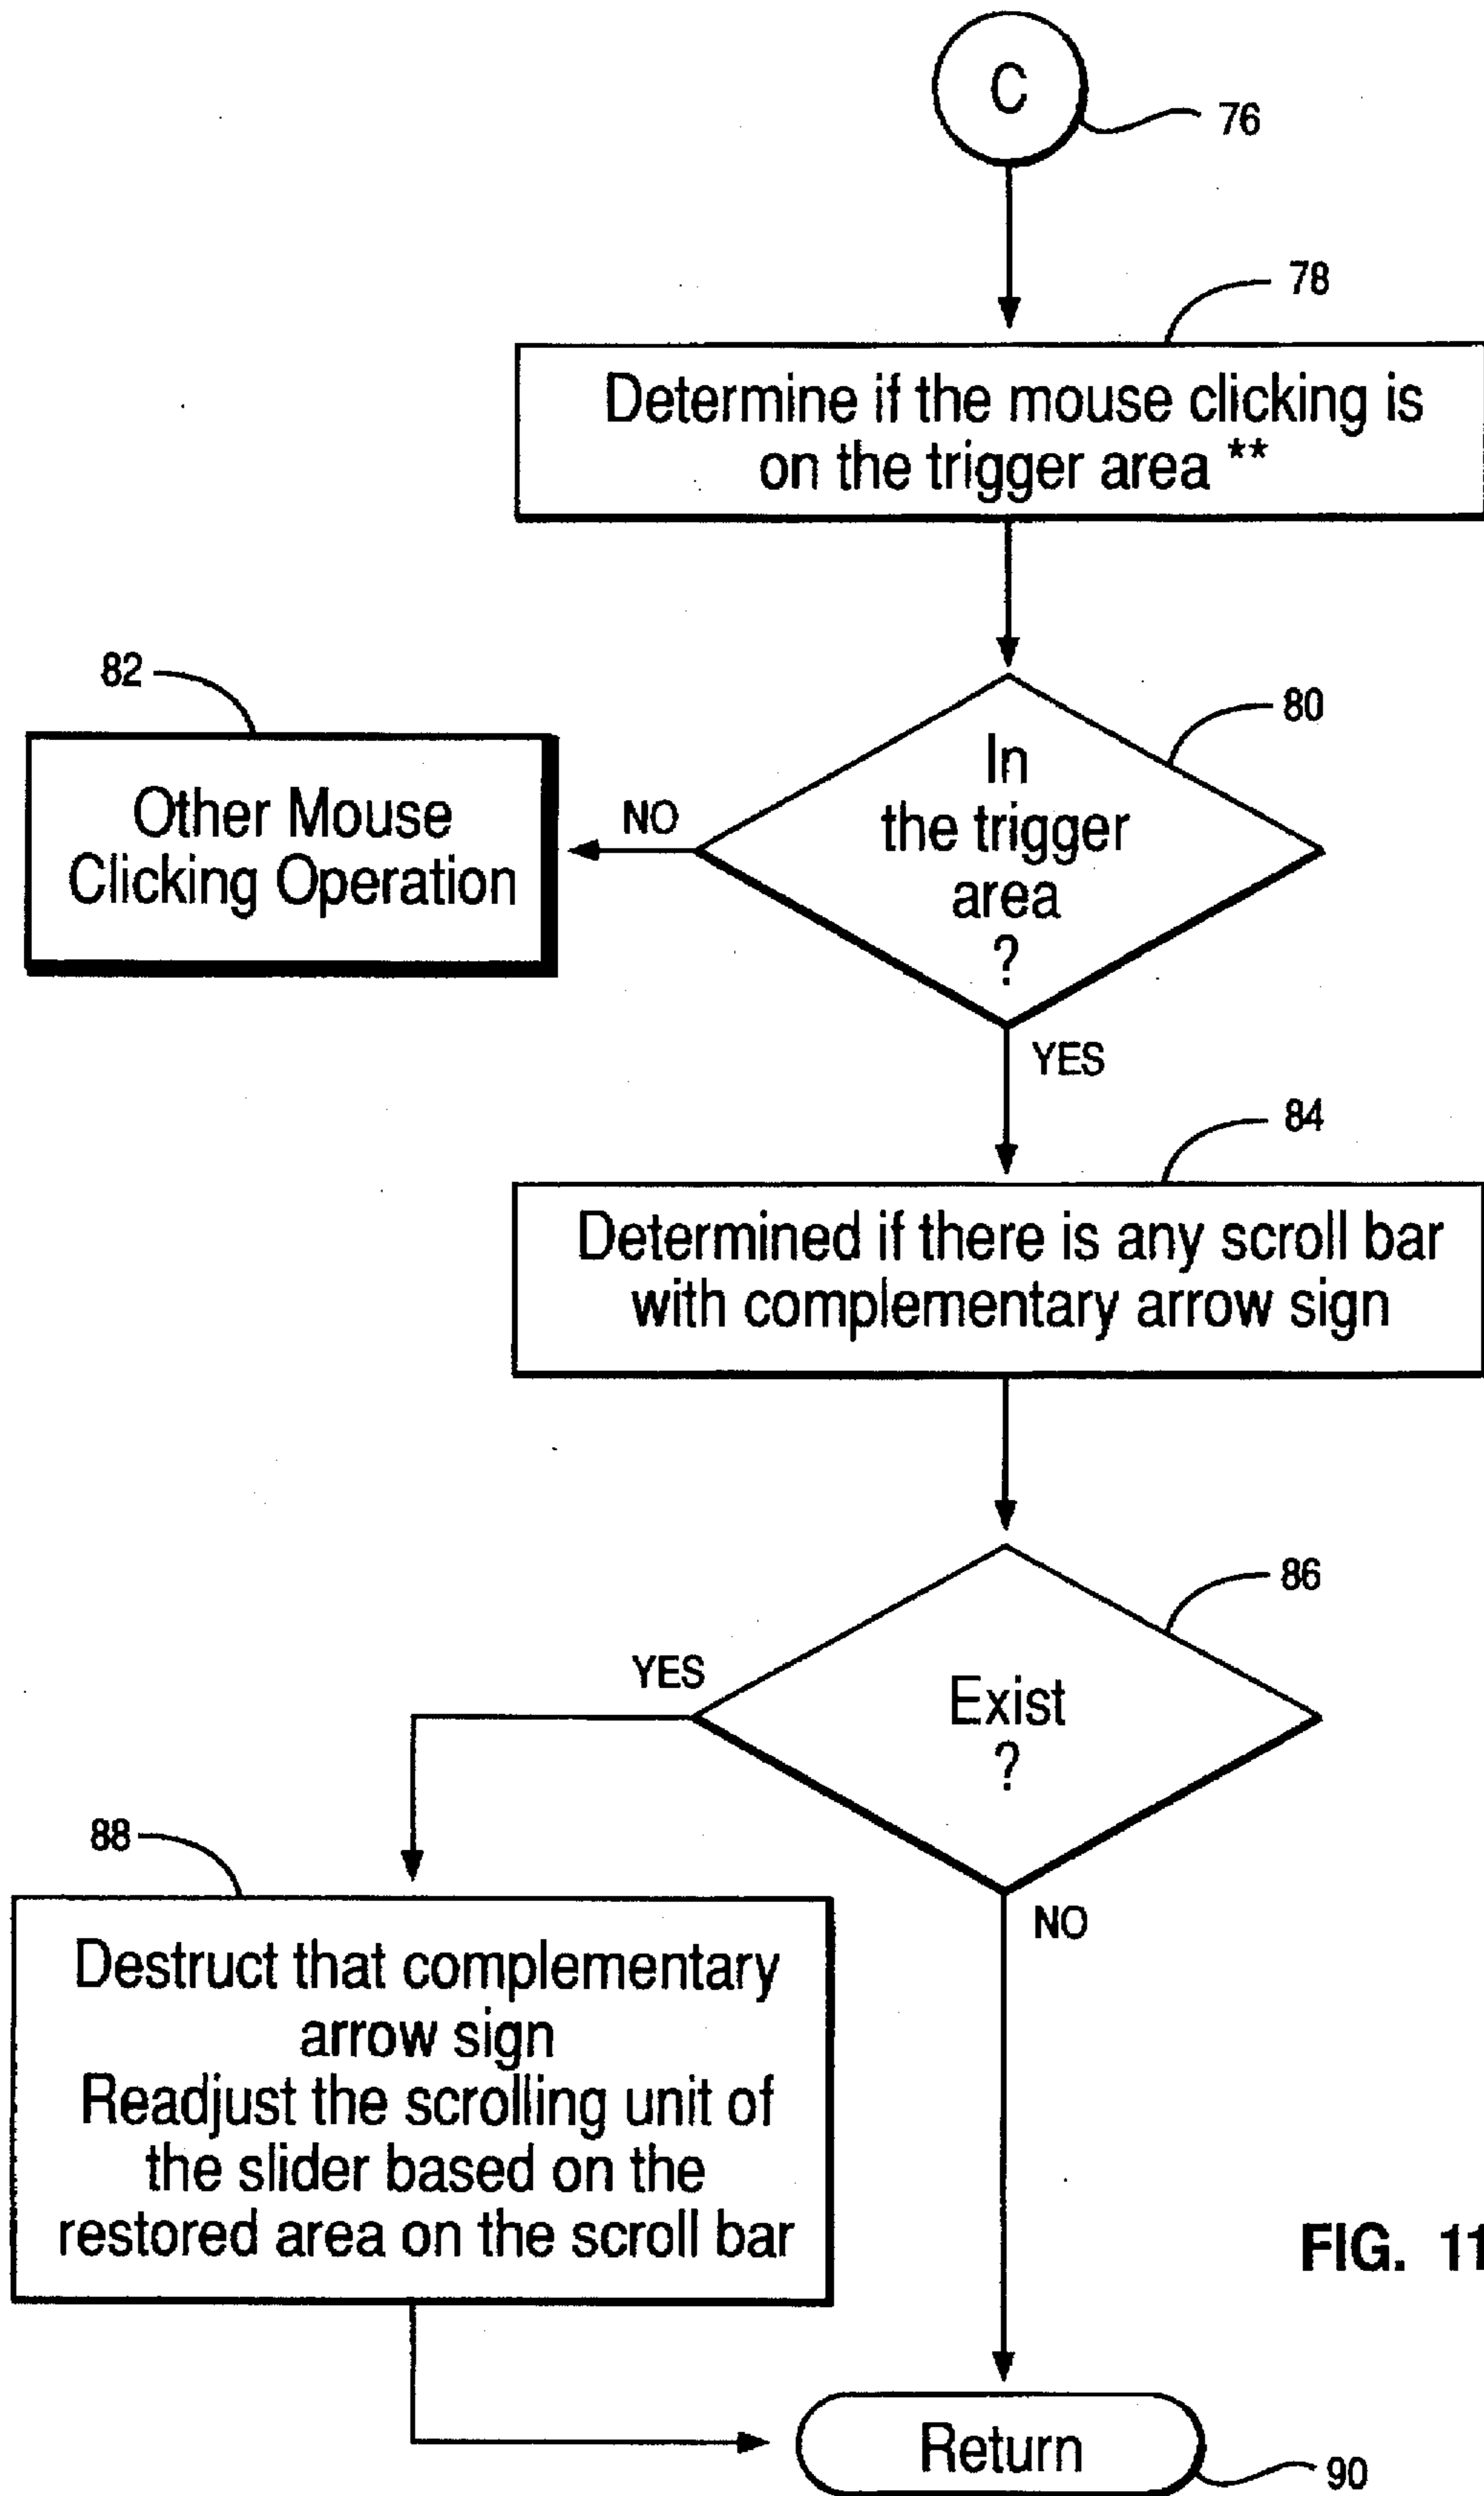 C
76
78
Determine if the mouse clicking is
on the trigger area **
82
80
In
the trigger
area
?
NO
Other Mouse
Clicking Operation
YES
84
Determined if there is any scroll bar
with complementary arrow sign
86
YES
Exist
?
88
NO
Destruct that complementary
arrow sign
Readjust the scrolling unit of
the slider based on the
restored area on the scroll bar
FIG. 11
Return
90